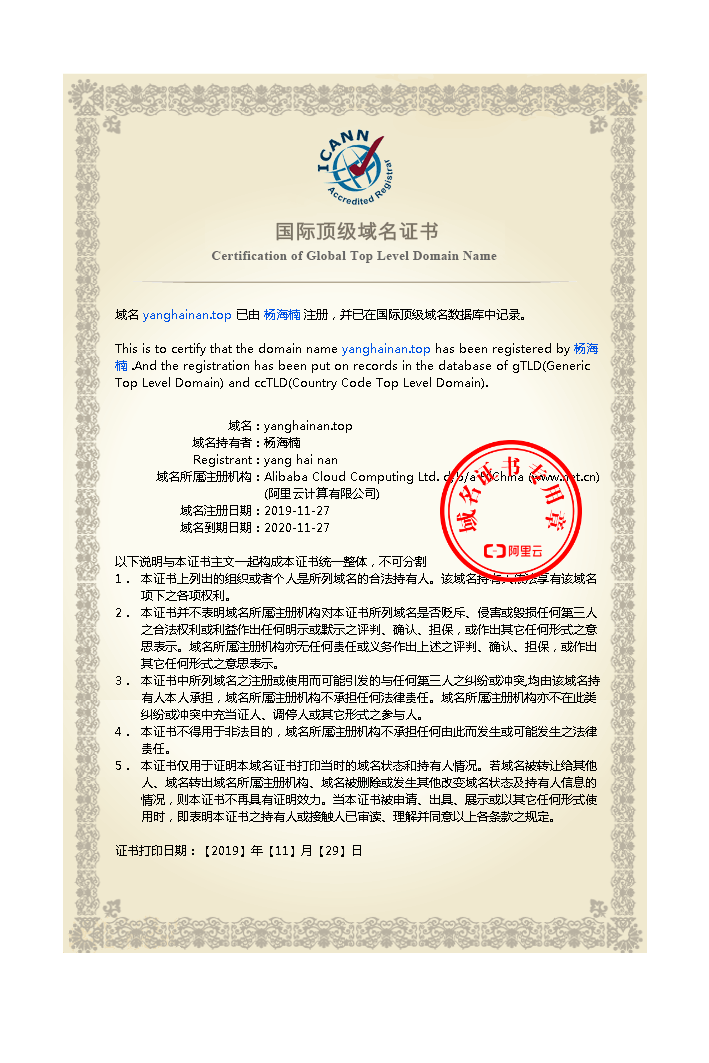 ICANN
Accredited Registrar
国际顶级域名证书
Certification of Global Top Level Domain Name
域名 yanghainan.top 已由 杨海楠 注册，并已在国际顶级域名数据库中记录。
This is to certify that the domain name yanghainan.top has been registered by 杨海
楠 .And the registration has been put on records in the database of gTLD(Generic
Top Level Domain) and ccTLD(Country Code Top Level Domain).
域名：yanghainan.top
域名持有者：杨海楠
Registrant：yang hai nan
域名所属注册机构：Alibaba Cloud Computing Ltd. d/b/a HiChina (www.net.cn)
(阿里云计算有限公司)
域名注册日期：2019-11-27
域名到期日期：2020-11-27
域名证书专用章
阿里云
以下说明与本证书主文一起构成本证书统一整体，不可分割
1． 本证书上列出的组织或者个人是所列域名的合法持有人。该域名持有人依法享有该域名
项下之各项权利。
2． 本证书并不表明域名所属注册机构对本证书所列域名是否贬斥、侵害或毁损任何第三人
之合法权利或利益作出任何明示或默示之评判、确认、担保，或作出其它任何形式之意
思表示。域名所属注册机构亦无任何责任或义务作出上述之评判、确认、担保，或作出
其它任何形式之意思表示。
3． 本证书中所列域名之注册或使用而可能引发的与任何第三人之纠纷或冲突,均由该域名持
有人本人承担，域名所属注册机构不承担任何法律责任。域名所属注册机构亦不在此类
纠纷或冲突中充当证人、调停人或其它形式之参与人。
4． 本证书不得用于非法目的，域名所属注册机构不承担任何由此而发生或可能发生之法律
责任。
5． 本证书仅用于证明本域名证书打印当时的域名状态和持有人情况。若域名被转让给其他
人、域名转出域名所属注册机构、域名被删除或发生其他改变域名状态及持有人信息的
情况，则本证书不再具有证明效力。当本证书被申请、出具、展示或以其它任何形式使
用时，即表明本证书之持有人或接触人已审读、理解并同意以上各条款之规定。
证书打印日期：【2019】年【11】月【29】日